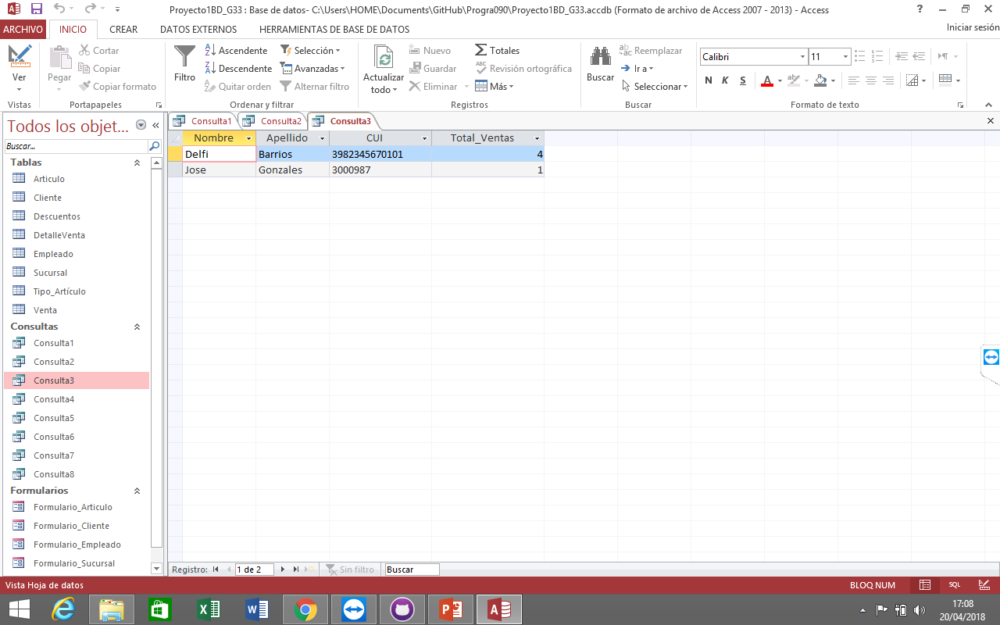 Proyecto1BD_G33 : Base de datos- C:\Users\HOME\Documents\GitHub\Progra090\Proyecto1BD_G33.accdb (Formato de archivo de Access 2007 - 2013) - Access
ARCHIVO INICIO CREAR DATOS EXTERNOS HERRAMIENTAS DE BASE DE DATOS Iniciar sesión
Ver
Vistas
Pegar
Cortar
Copiar
Copiar formato
Portapapeles
Filtro
Ascendente
Descendente
Quitar orden
Selección
Avanzadas
Alternar filtro
Ordenar y filtrar
Actualizar todo
Nuevo
Guardar
Eliminar
Totales
Revisión ortográfica
Más
Registros
Buscar
Reemplazar
Ir a
Seleccionar
Buscar
Calibri 11
N K S A
Formato de texto
Todos los objet...
Buscar...
Tablas
Articulo
Cliente
Descuentos
DetalleVenta
Empleado
Sucursal
Tipo_Artículo
Venta
Consultas
Consulta1
Consulta2
Consulta3
Consulta4
Consulta5
Consulta6
Consulta7
Consulta8
Formularios
Formulario_Articulo
Formulario_Cliente
Formulario_Empleado
Formulario_Sucursal
Consulta1 Consulta2 Consulta3
Nombre Apellido CUI Total_Ventas
Delfi Barrios 3982345670101 4
Jose Gonzales 3000987 1
Registro: 1 de 2 Sin filtro Buscar
Vista Hoja de datos BLOQ NUM SQL
17:08
20/04/2018